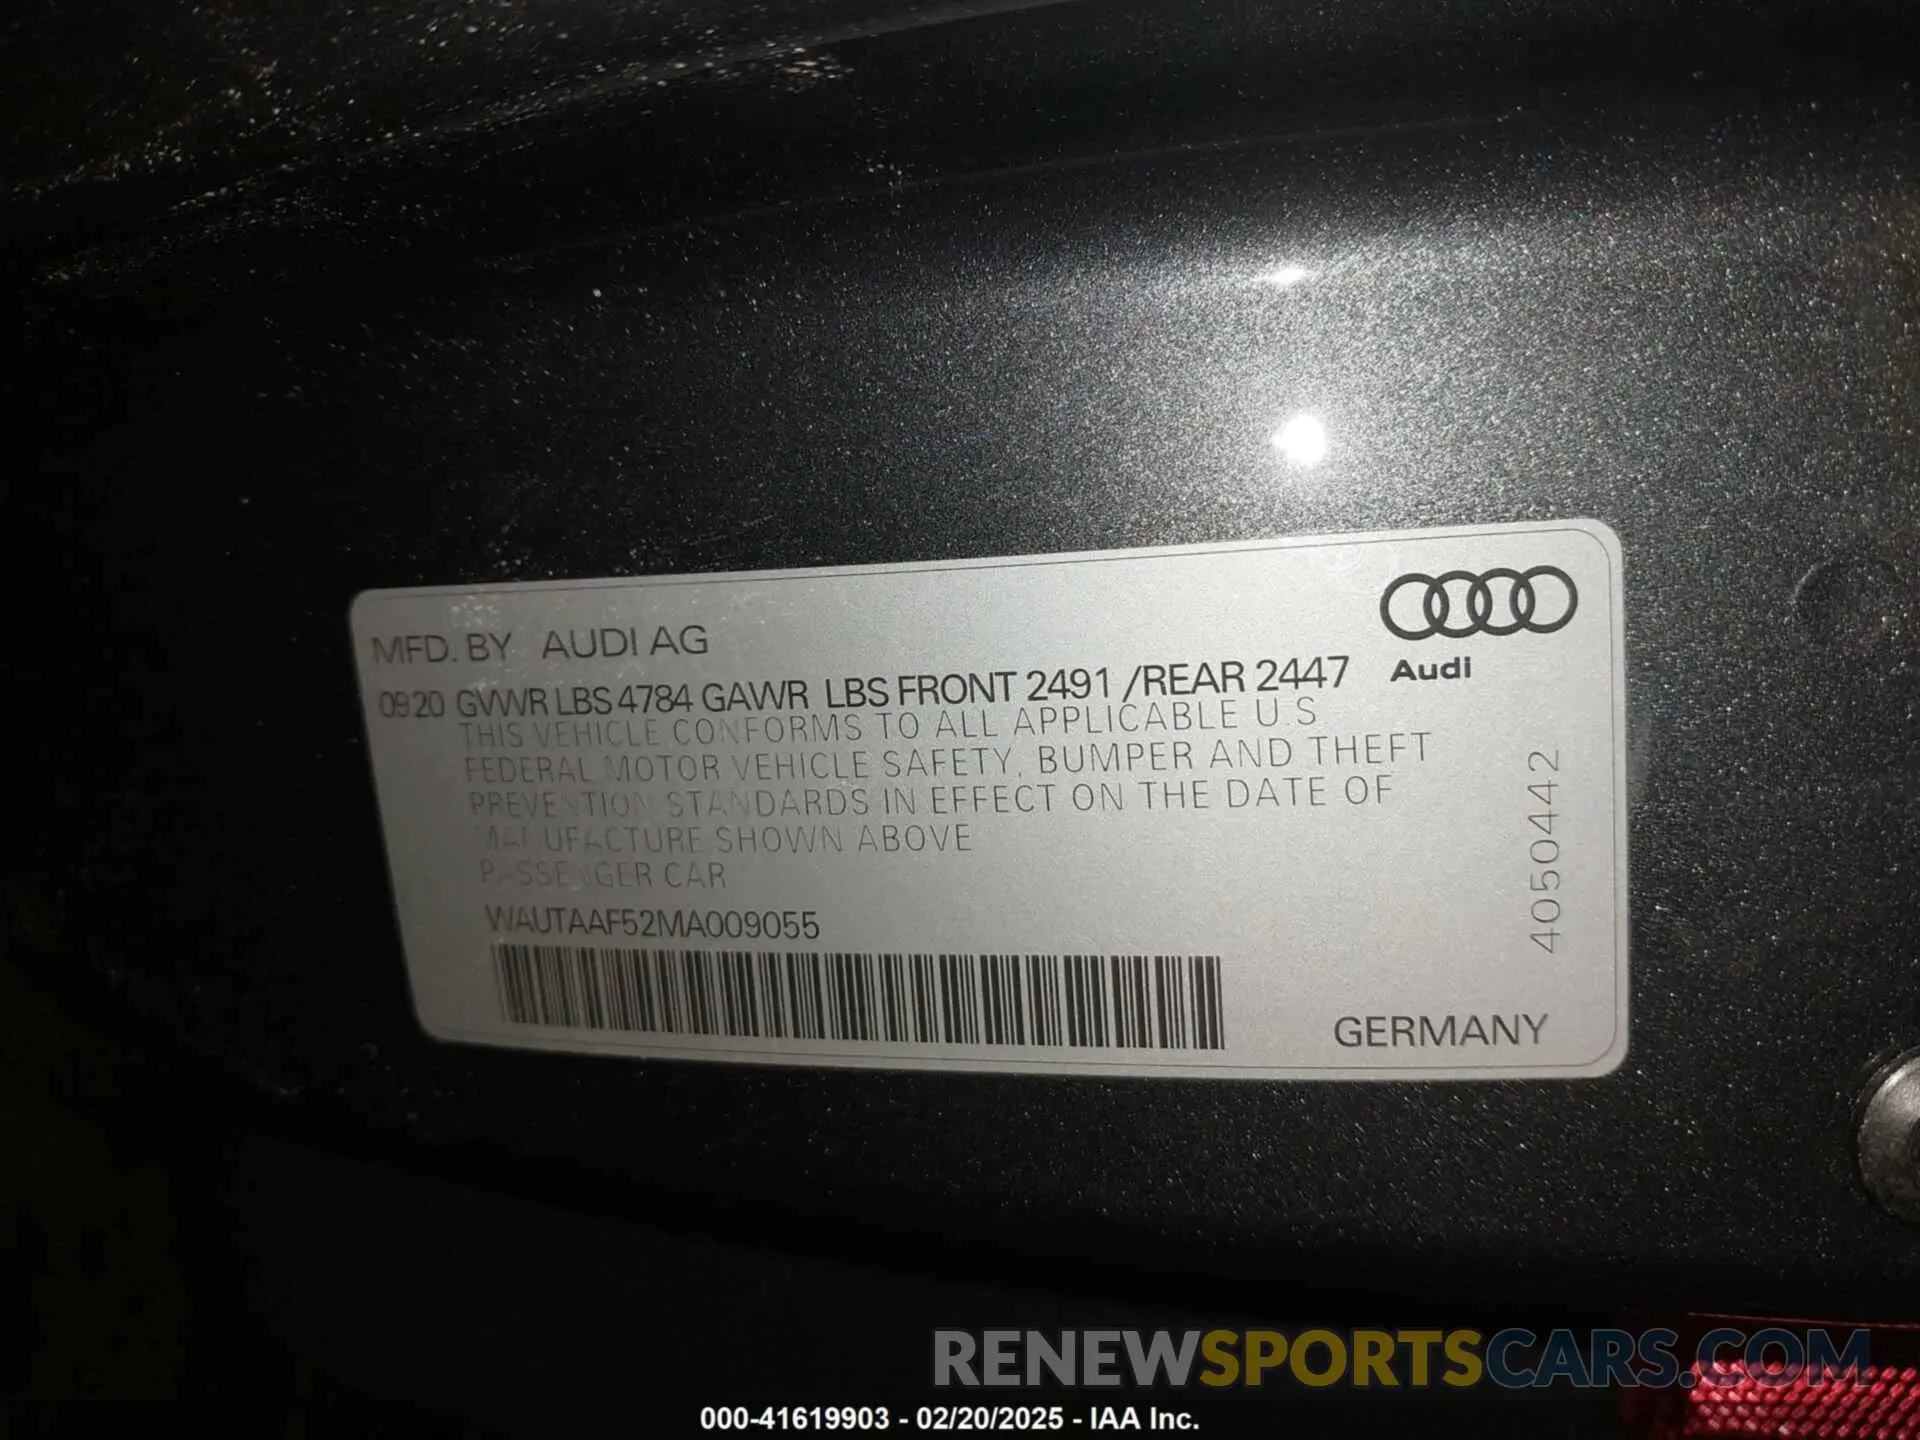 MFD. BY AUDI AG
Audi
09 20 GVWR LBS 4784 GAWR LBS FRONT 2491 /REAR 2447
THIS VEHICLE CONFORMS TO ALL APPLICABLE U.S
FEDERAL MOTOR VEHICLE SAFETY, BUMPER AND THEFT
PREVENTION STANDARDS IN EFFECT ON THE DATE OF
MANUFACTURE SHOWN ABOVE
PASSENGER CAR
WAUTAAF52MA009055
4050442
GERMANY
RENEWSPORTSCARS.COM
000-41619903 - 02/20/2025 - IAA Inc.